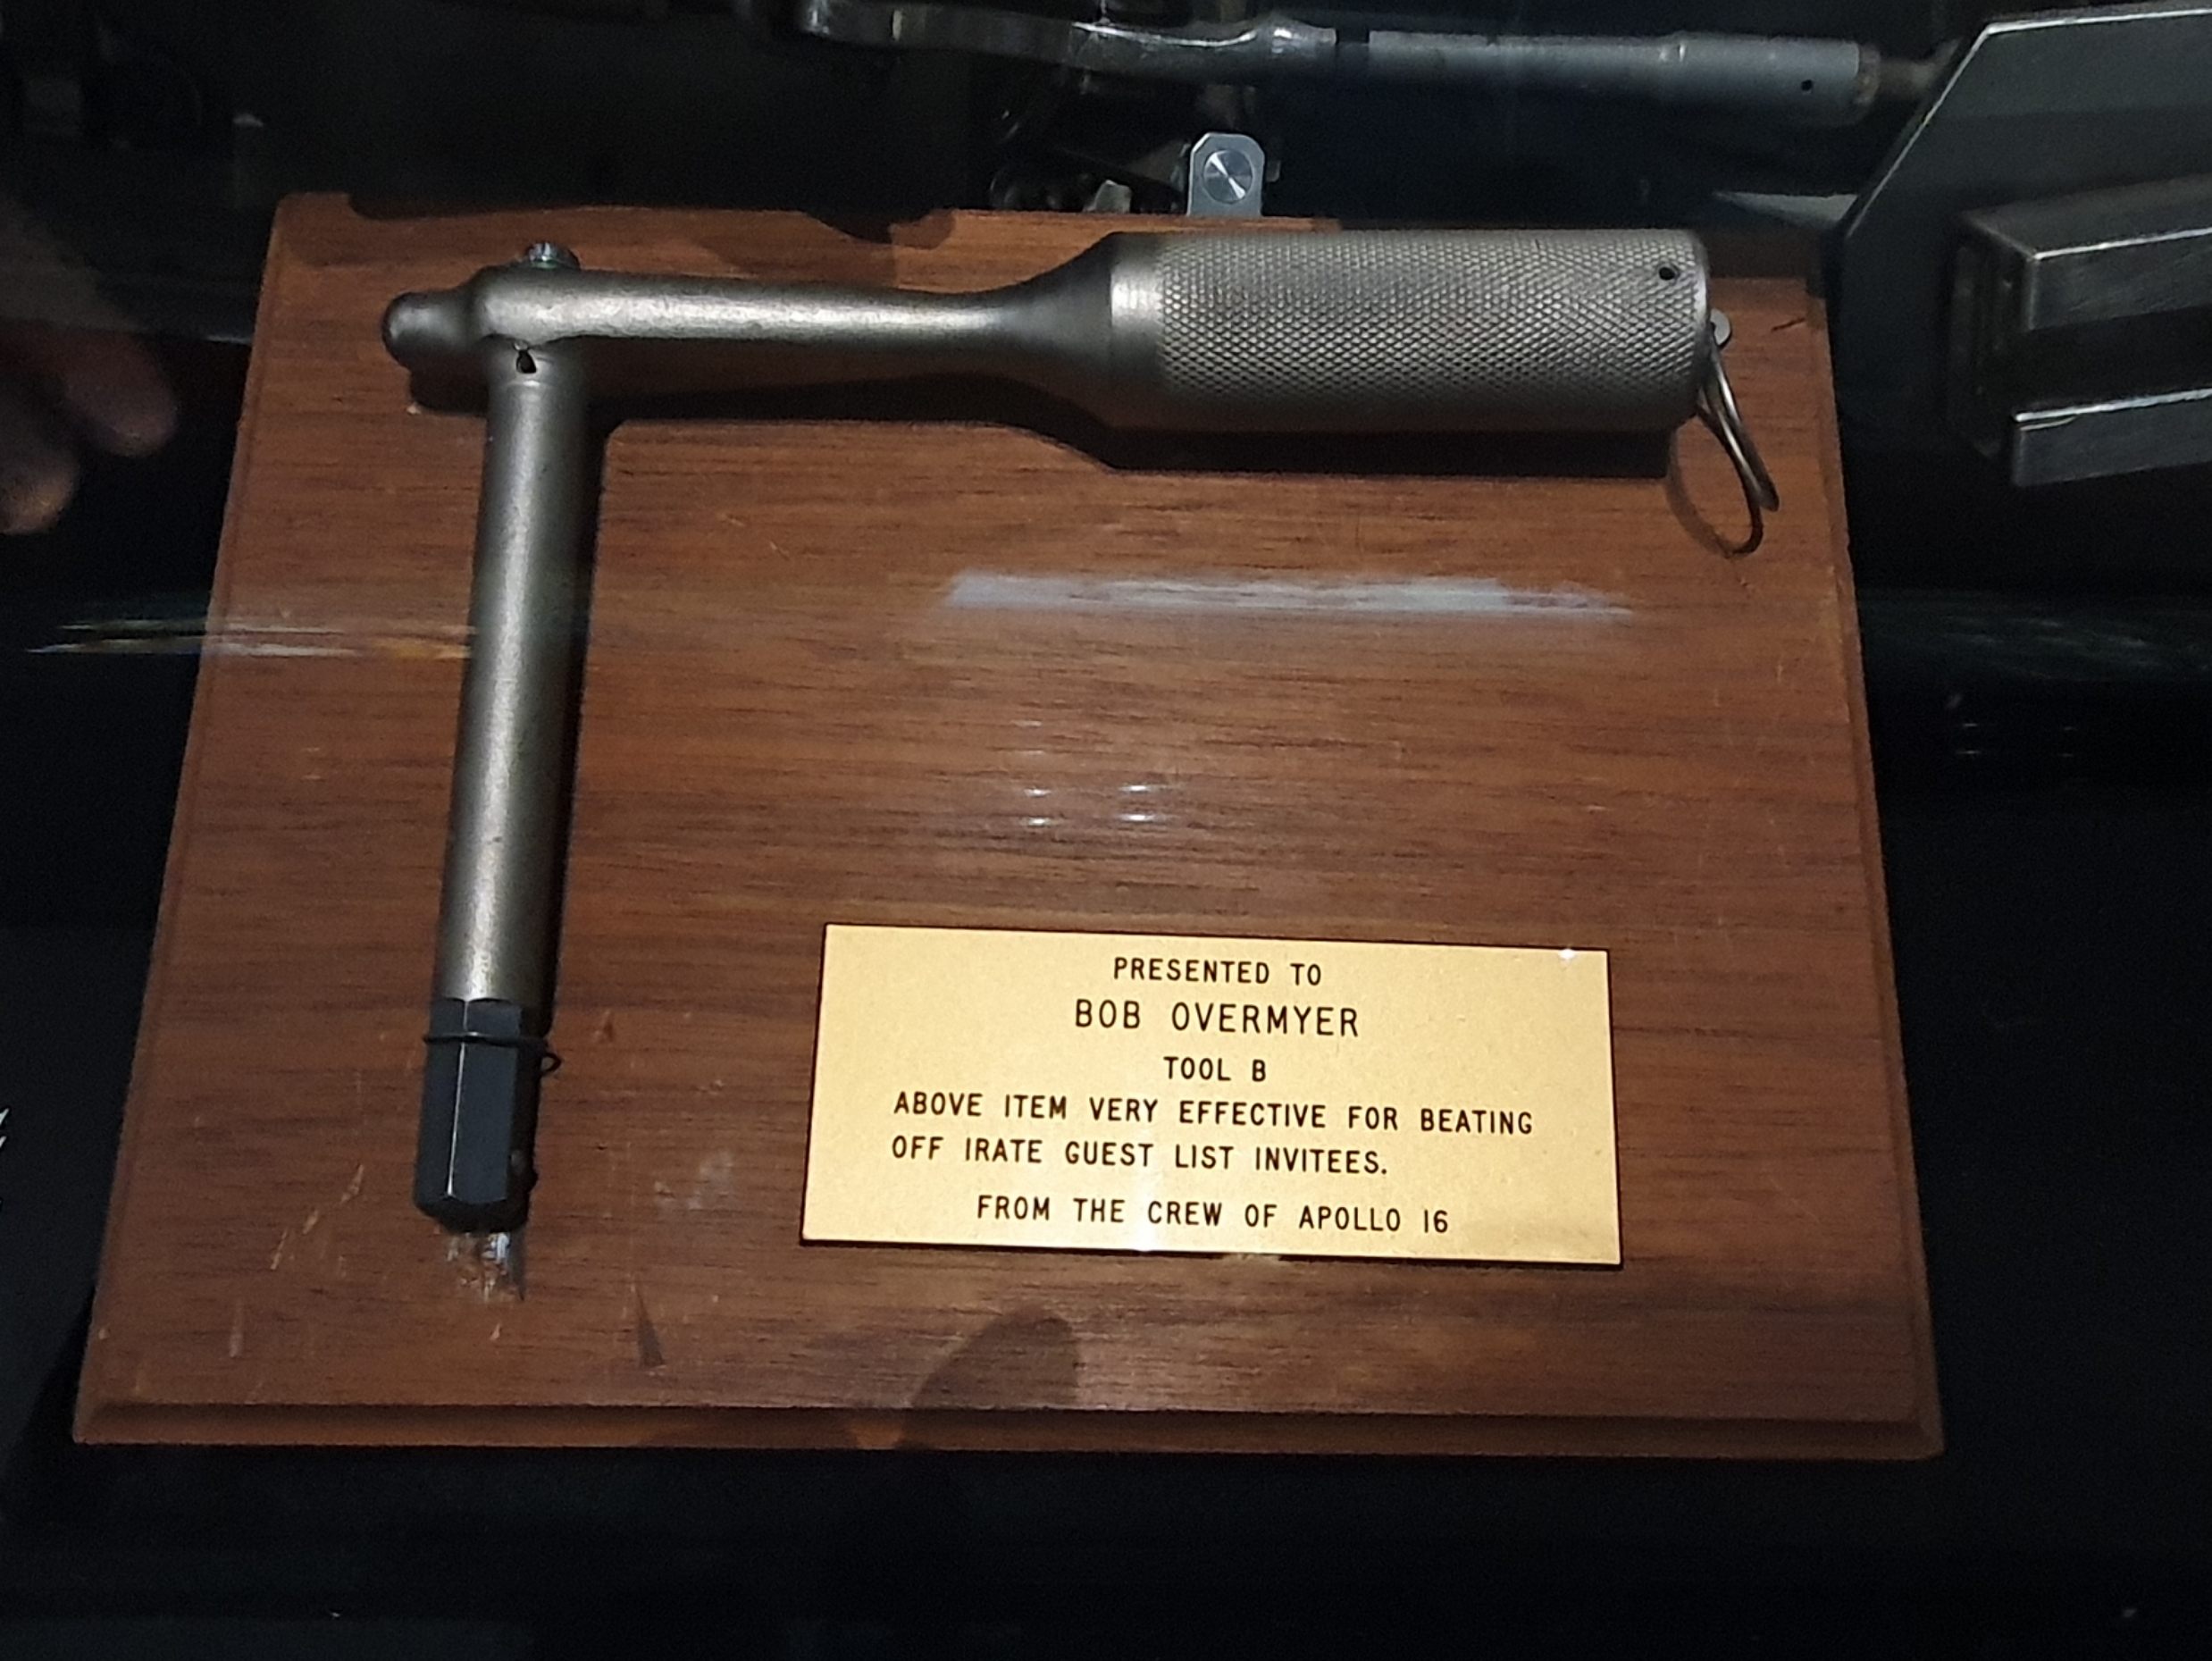 PRESENTED TO
BOB OVERMYER
TOOL B
ABOVE ITEM VERY EFFECTIVE FOR BEATING
OFF IRATE GUEST LIST INVITEES.
FROM THE CREW OF APOLLO 16